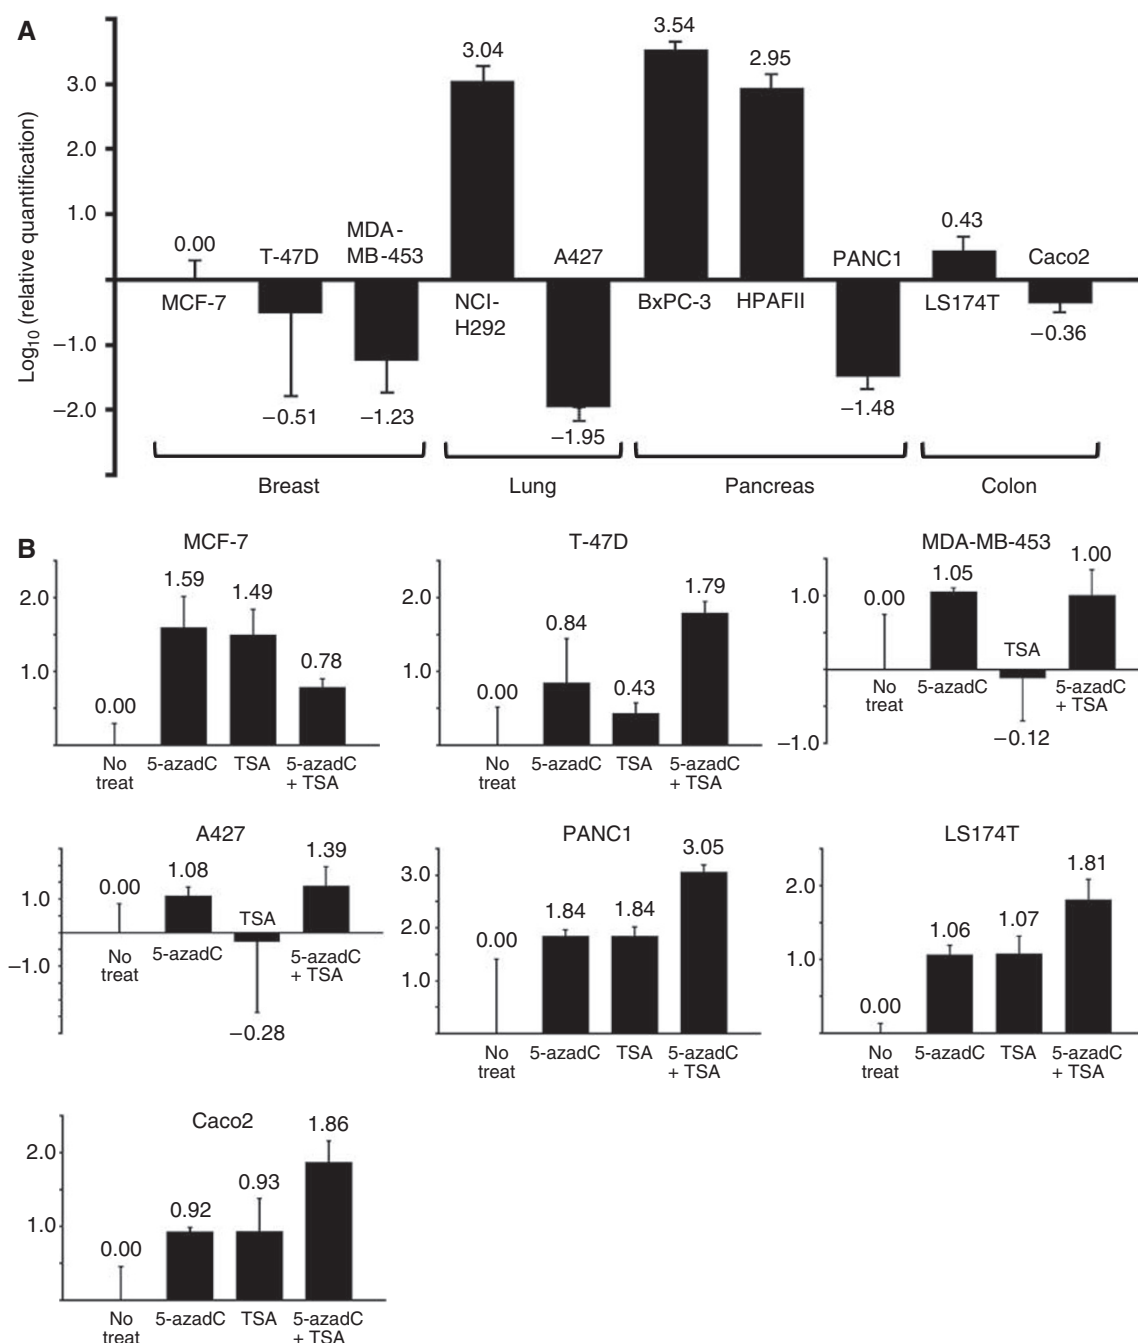 A
Log10 (relative quantification)
3.0
2.0
1.0
−1.0
−2.0
0.00
MCF-7
T-47D
−0.51
MDA-
MB-453
−1.23
3.04
NCI-
H292
A427
−1.95
3.54
BxPC-3
2.95
HPAFII
PANC1
−1.48
0.43
LS174T
Caco2
−0.36
Breast
Lung
Pancreas
Colon
B
MCF-7
2.0
1.0
0.00
1.59
1.49
0.78
No
treat
5-azadC
TSA
5-azadC
+ TSA
T-47D
2.0
1.0
0.00
0.84
0.43
1.79
No
treat
5-azadC
TSA
5-azadC
+ TSA
MDA-MB-453
1.0
−1.0
0.00
1.05
TSA
−0.12
1.00
No
treat
5-azadC
5-azadC
+ TSA
A427
1.0
−1.0
0.00
1.08
TSA
−0.28
1.39
No
treat
5-azadC
5-azadC
+ TSA
PANC1
3.0
2.0
1.0
0.00
1.84
1.84
3.05
No
treat
5-azadC
TSA
5-azadC
+ TSA
LS174T
2.0
1.0
0.00
1.06
1.07
1.81
No
treat
5-azadC
TSA
5-azadC
+ TSA
Caco2
2.0
1.0
0.00
0.92
0.93
1.86
No
treat
5-azadC
TSA
5-azadC
+ TSA